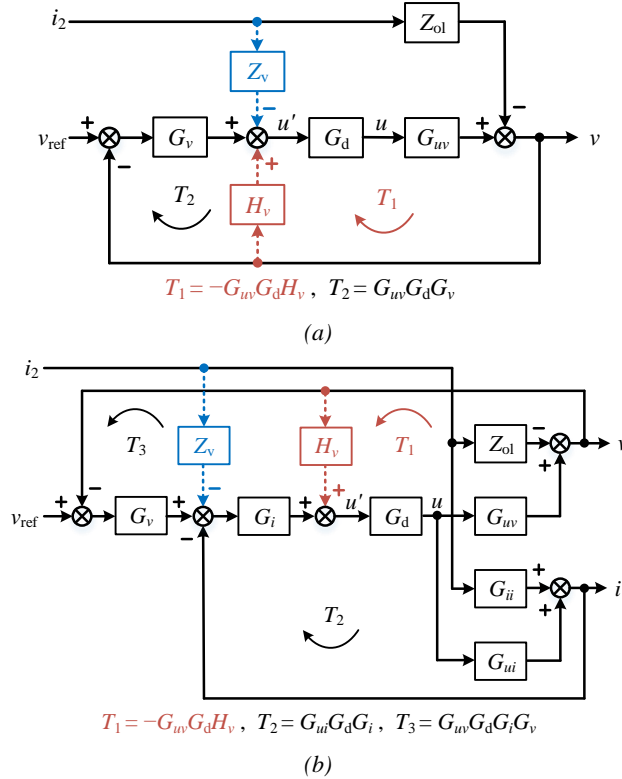 i2 Zol
Zv
−
+ + − u' u + −
vref Gv Gd Guv v
− +
T2 Hv T1
T1 = −GuvGdHv , T2 = GuvGdGv
(a)
i2
T3 Zv Hv T1 Zol − v
− − + +
+ + + u' u
vref Gv Gi Gd Guv
−
Gii + i
T2 +
Gui
T1 = −GuvGdHv , T2 = GuiGdGi , T3 = GuvGdGiGv
(b)